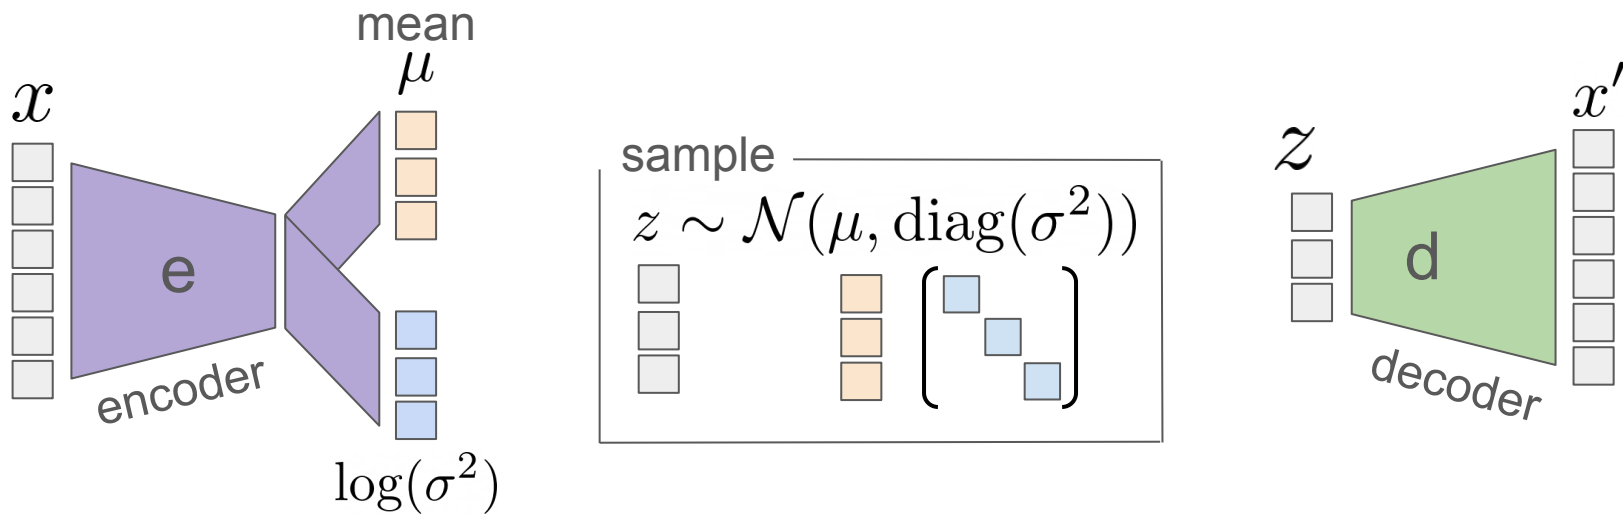 mean
μ
x
e
encoder
log(σ²)
sample
z ∼ 𝒩(μ, diag(σ²))
z
d
decoder
x′